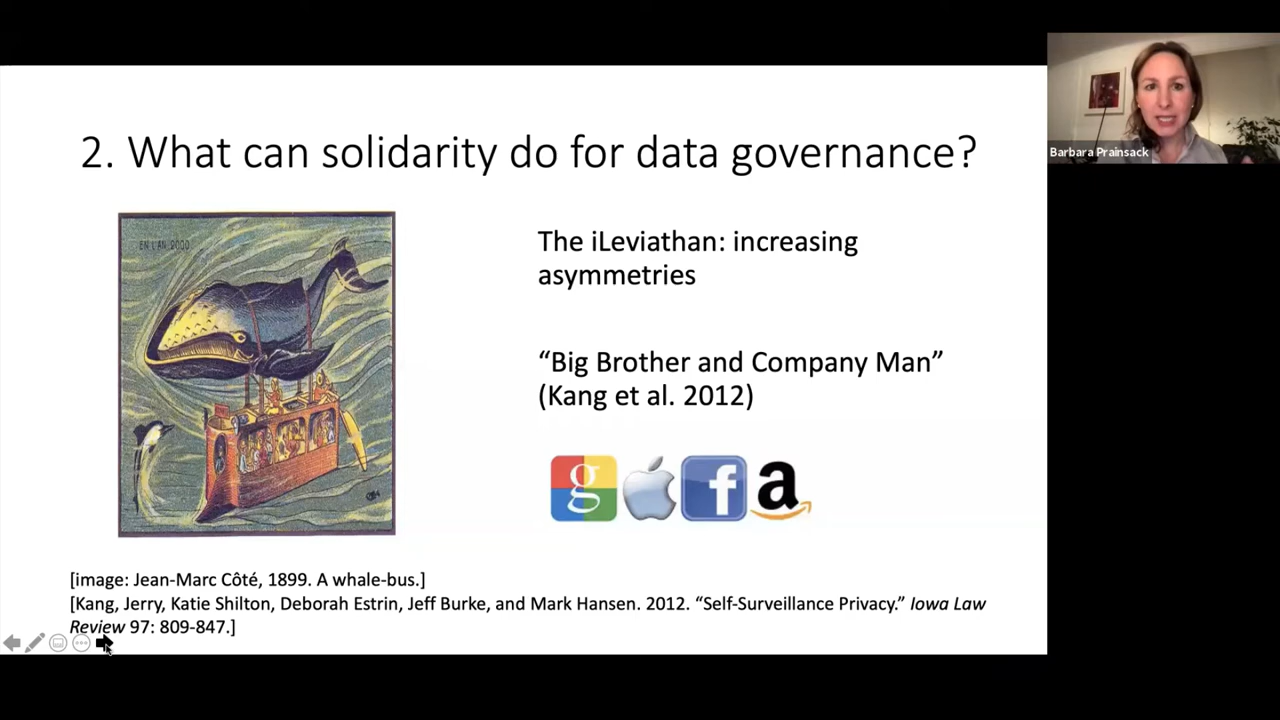 2. What can solidarity do for data governance?
Barbara Prainsack
EN L'AN 2000
The iLeviathan: increasing
asymmetries
“Big Brother and Company Man”
(Kang et al. 2012)
g
f
a
[image: Jean-Marc Côté, 1899. A whale-bus.]
[Kang, Jerry, Katie Shilton, Deborah Estrin, Jeff Burke, and Mark Hansen. 2012. “Self-Surveillance Privacy.” Iowa Law
Review 97: 809-847.]